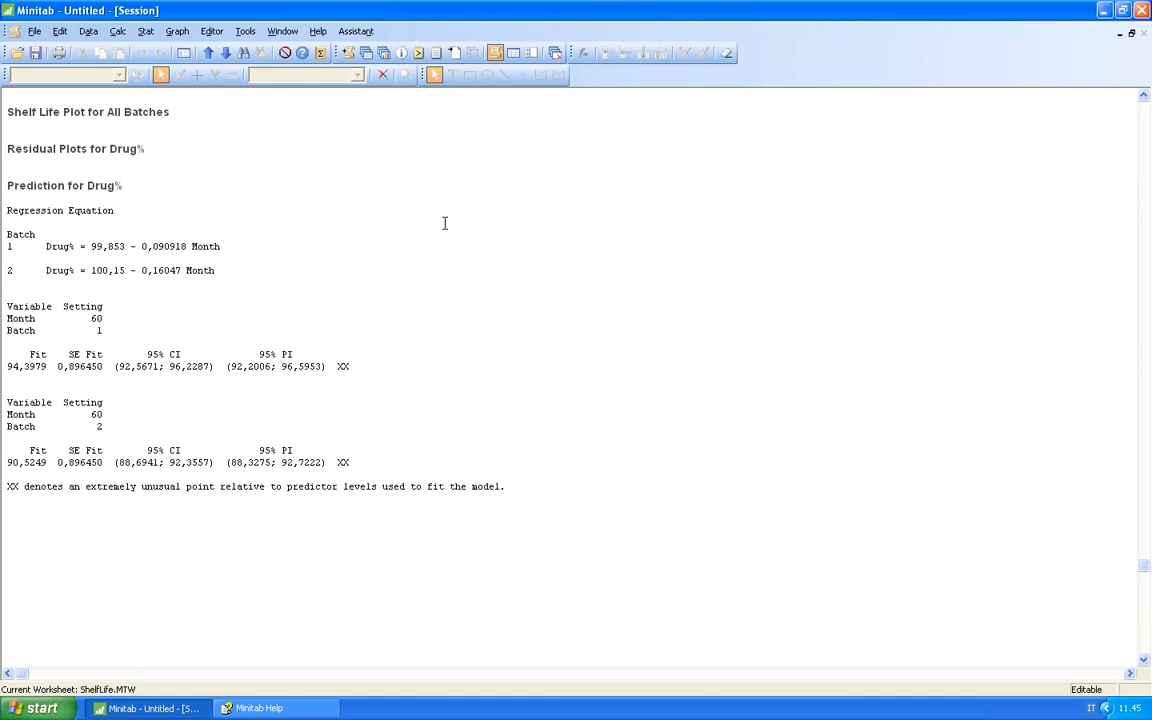 Minitab - Untitled - [Session]
File Edit Data Calc Stat Graph Editor Tools Window Help Assistant
Shelf Life Plot for All Batches
Residual Plots for Drug%
Prediction for Drug%
Regression Equation
Batch
1 Drug% = 99,853 - 0,090918 Month
2 Drug% = 100,15 - 0,16047 Month
Variable Setting
Month 60
Batch 1
Fit SE Fit 95% CI 95% PI
94,3979 0,896450 (92,5671; 96,2287) (92,2006; 96,5953) XX
Variable Setting
Month 60
Batch 2
Fit SE Fit 95% CI 95% PI
90,5249 0,896450 (88,6941; 92,3557) (88,3275; 92,7222) XX
XX denotes an extremely unusual point relative to predictor levels used to fit the model.
Current Worksheet: ShelfLife.MTW Editable
start Minitab - Untitled - [S... Minitab Help IT 11.45